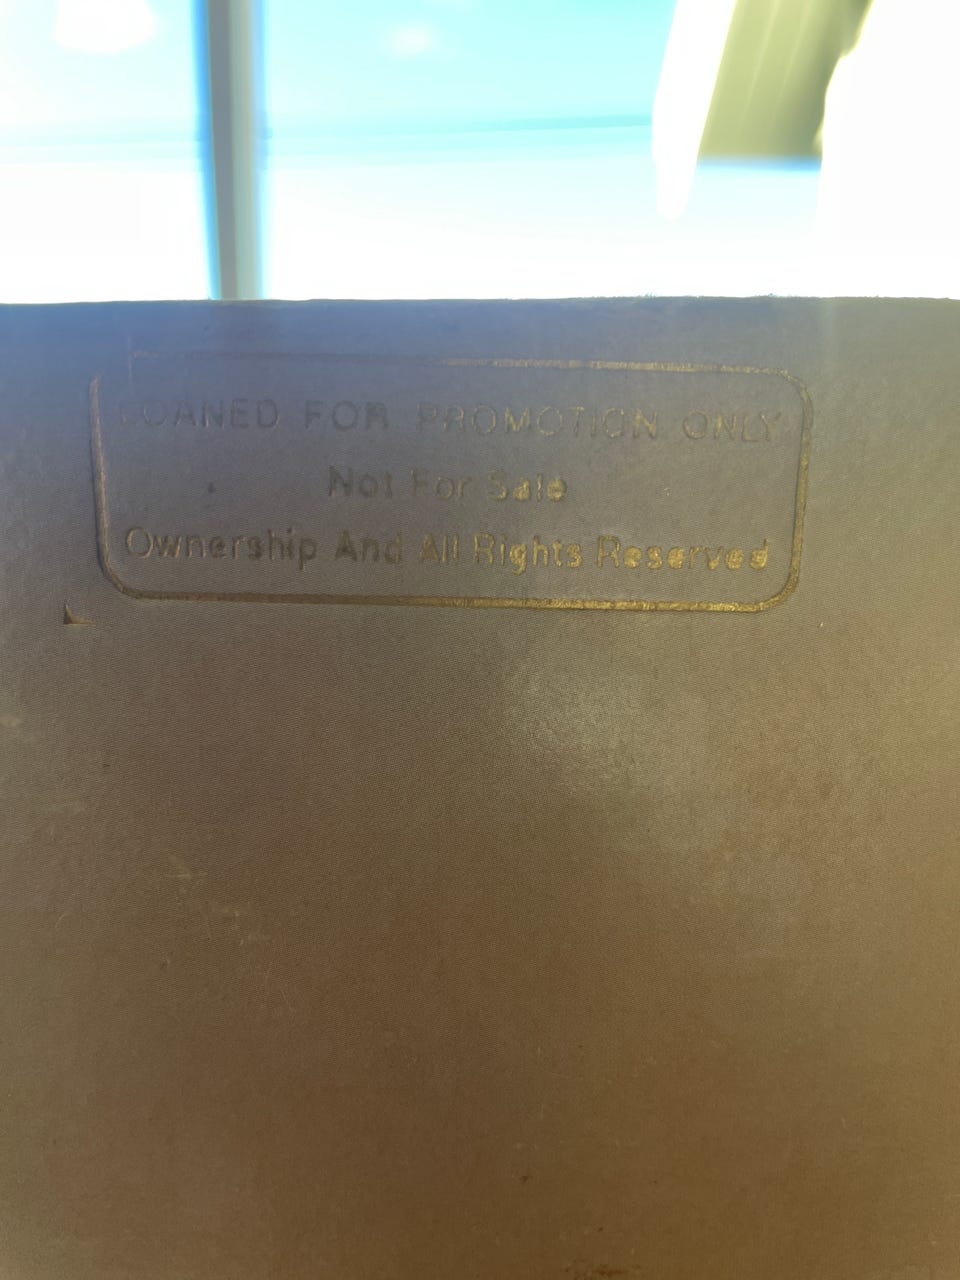 LOANED FOR PROMOTION ONLY
Not For Sale
Ownership And All Rights Reserved